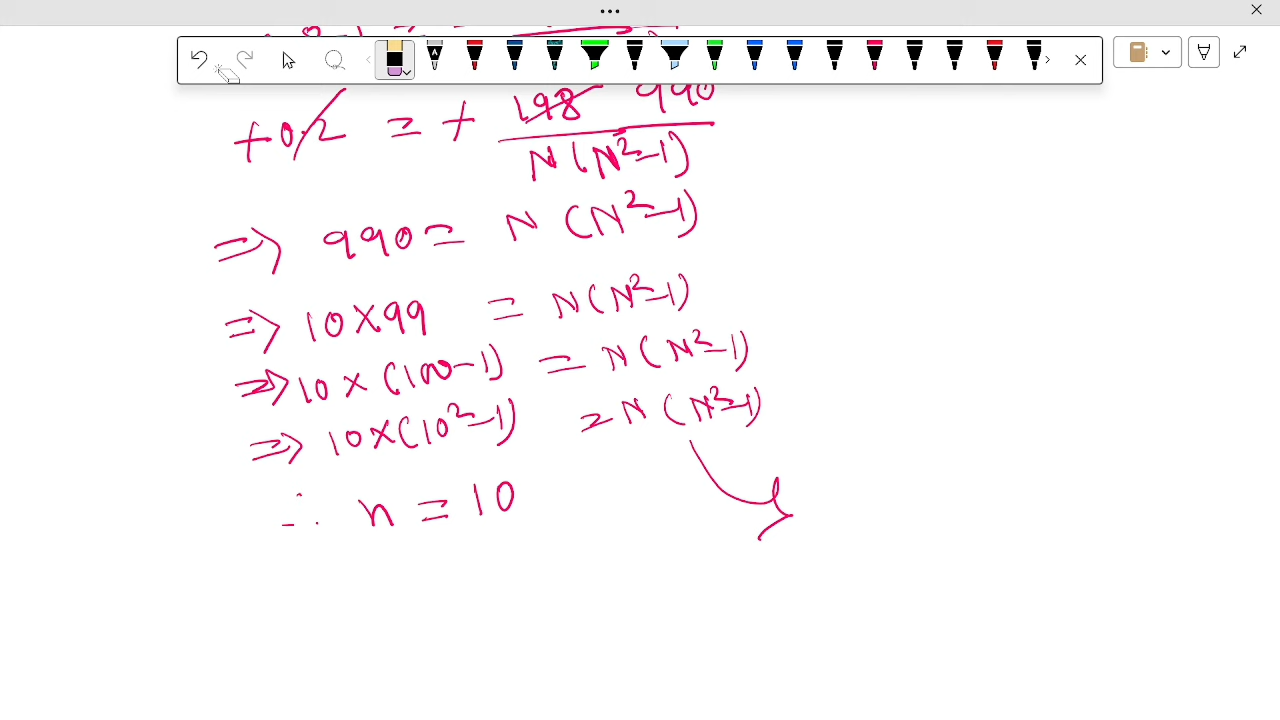 +0.2 = + 198 990 / N(N²-1)
⇒ 990 = N (N²-1)
⇒ 10×99 = N(N²-1)
⇒ 10×(100-1) = N(N²-1)
⇒ 10×(10²-1) = N(N²-1)
∴ n = 10